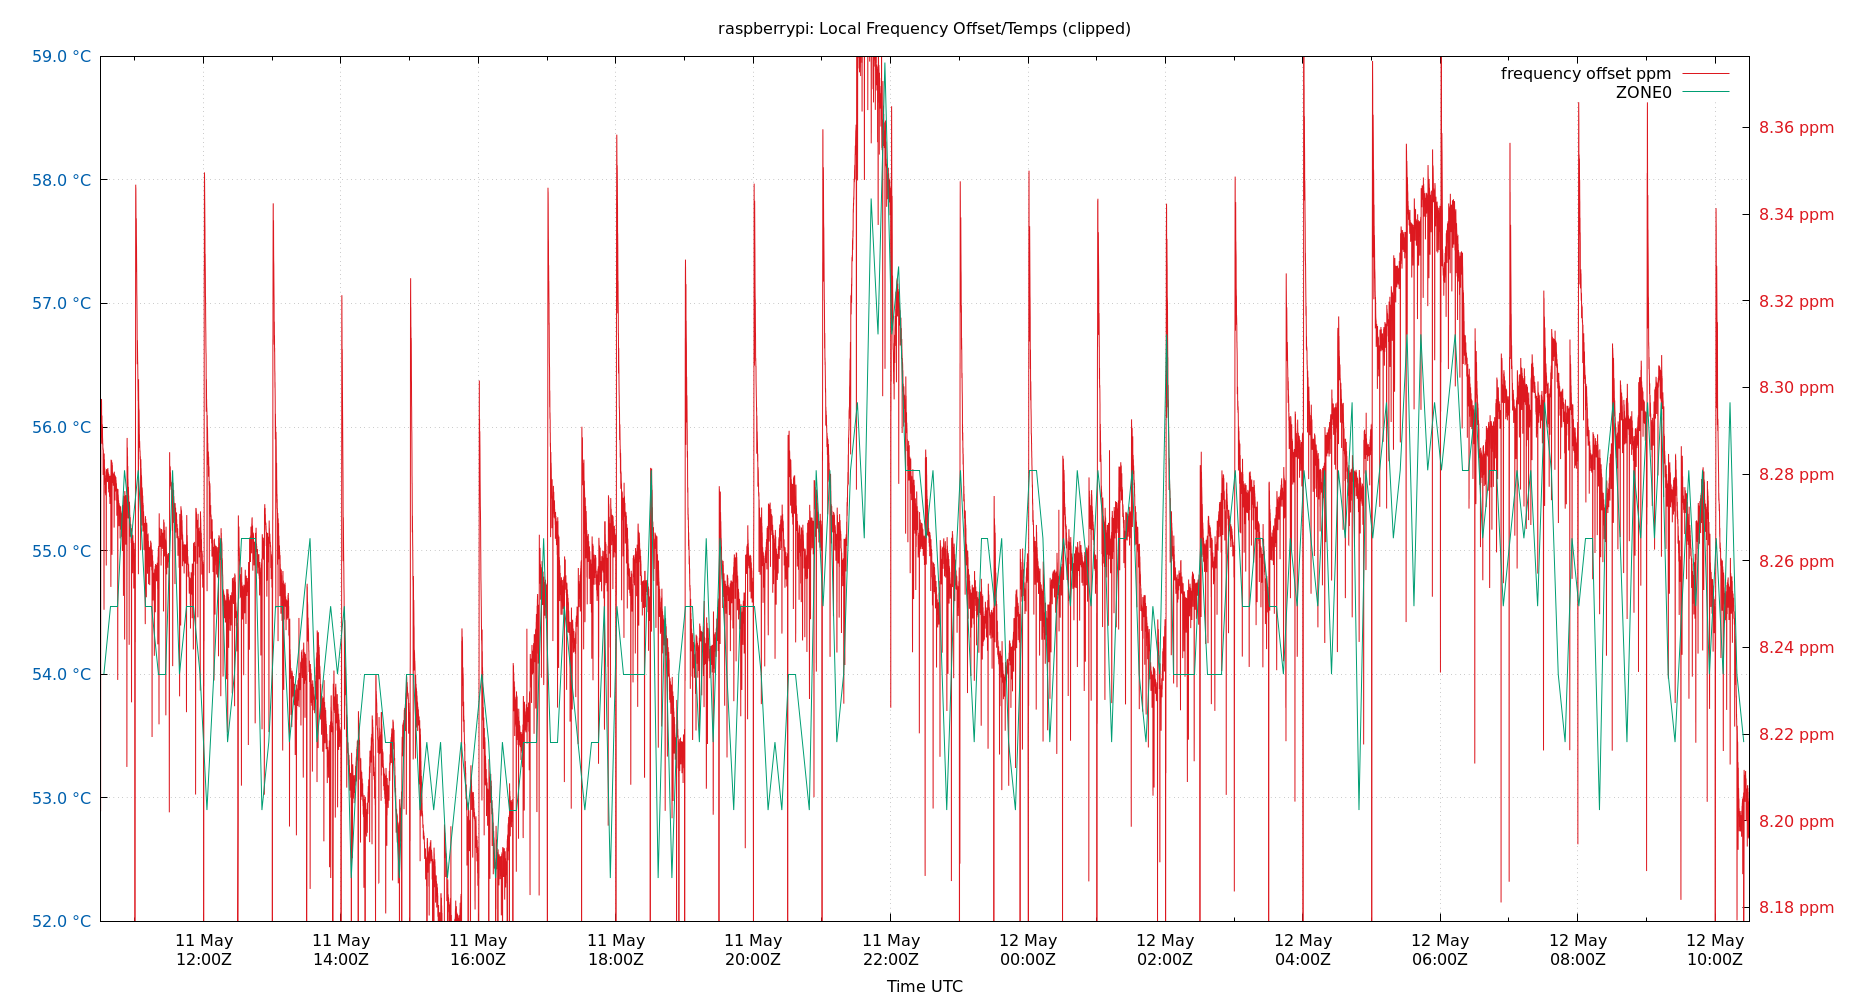 raspberrypi: Local Frequency Offset/Temps (clipped)
frequency offset ppm
ZONE0
59.0 °C
58.0 °C
57.0 °C
56.0 °C
55.0 °C
54.0 °C
53.0 °C
52.0 °C
8.36 ppm
8.34 ppm
8.32 ppm
8.30 ppm
8.28 ppm
8.26 ppm
8.24 ppm
8.22 ppm
8.20 ppm
8.18 ppm
11 May 12:00Z
11 May 14:00Z
11 May 16:00Z
11 May 18:00Z
11 May 20:00Z
11 May 22:00Z
12 May 00:00Z
12 May 02:00Z
12 May 04:00Z
12 May 06:00Z
12 May 08:00Z
12 May 10:00Z
Time UTC